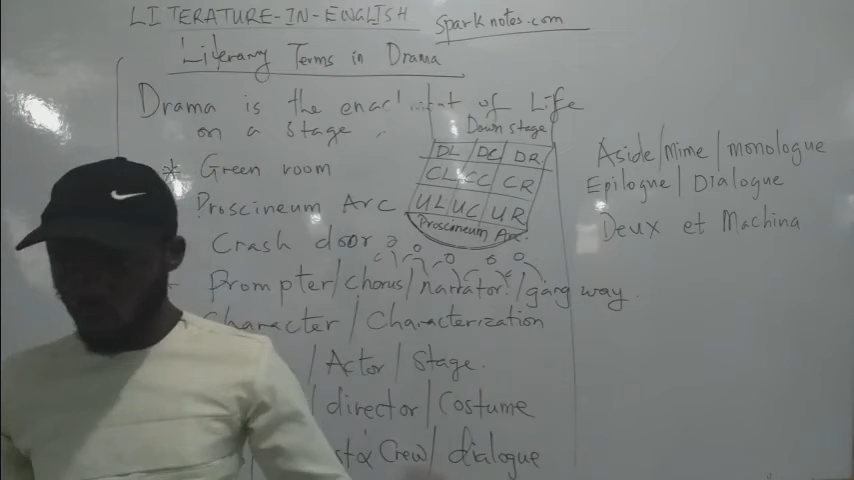 LITERATURE-IN-ENGLISH
Sparknotes.com
Literary Terms in Drama
Drama is the of Life
on a stage.
* Green room
Proscineum Arc
Crash door
Prompter/chorus/narrator/gang way.
Character / Characterization
/ Actor / Stage.
/ director / Costume
Crew / dialogue
Down stage
DL DC DR
CL CC CR
UL UC UR
Proscineum Arc.
Aside/Mime/monologue
Epilogue/Dialogue
Deux et Machina